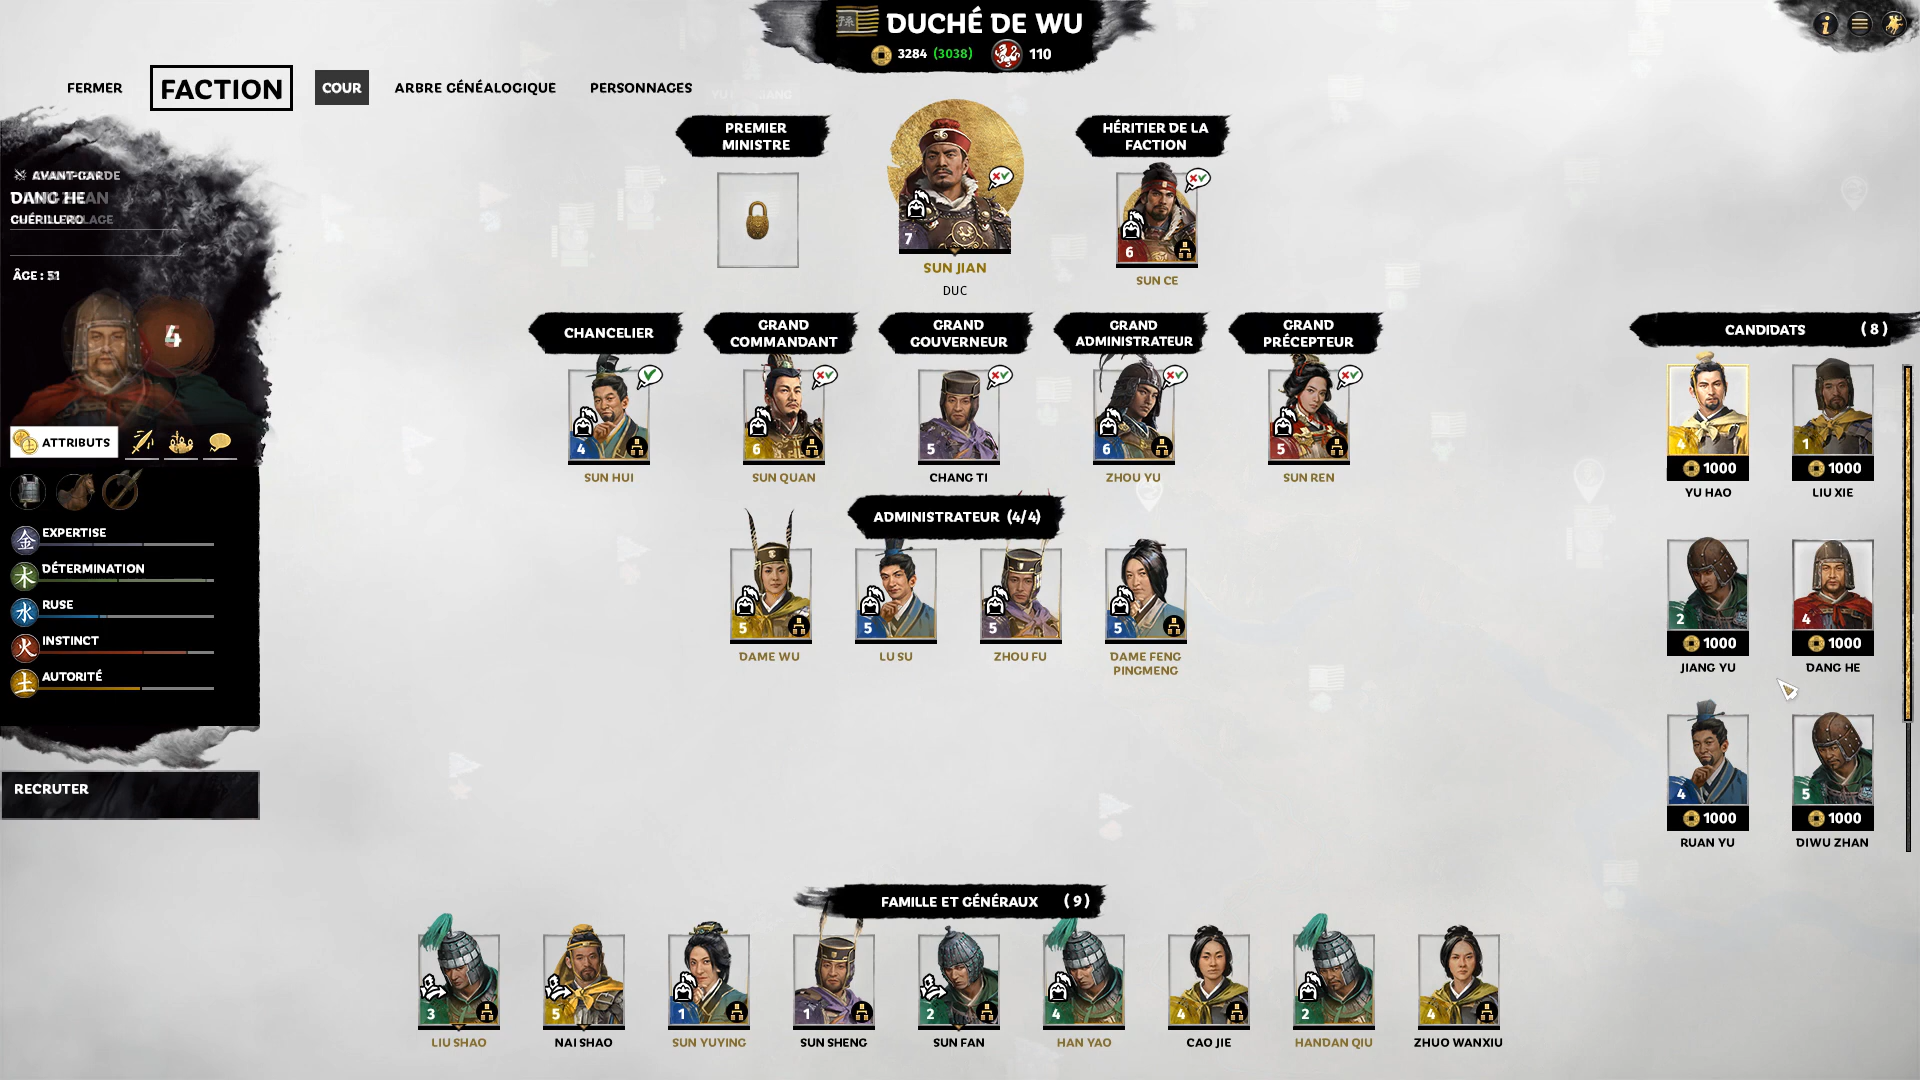 DUCHÉ DE WU
3284 (3038) 3 110
FERMER
FACTION
COUR
ARBRE GÉNÉALOGIQUE
PERSONNAGES
PREMIER
MINISTRE
HÉRITIER DE LA
FACTION
7
6
SUN JIAN
DUC
SUN CE
AVANT-GARDE
DANG HE
GUÉRILLERO
ÂGE : 51
4
ATTRIBUTS
金 EXPERTISE
木 DÉTERMINATION
水 RUSE
火 INSTINCT
土 AUTORITÉ
RECRUTER
CHANCELIER
GRAND
COMMANDANT
GRAND
GOUVERNEUR
GRAND
ADMINISTRATEUR
GRAND
PRÉCEPTEUR
4
6
5
6
5
SUN HUI
SUN QUAN
CHANG TI
ZHOU YU
SUN REN
ADMINISTRATEUR (4/4)
5
5
5
5
DAME WU
LU SU
ZHOU FU
DAME FENG
PINGMENG
CANDIDATS (8)
1
1000
1000
YU HAO
LIU XIE
2
4
1000
1000
JIANG YU
DANG HE
4
5
1000
1000
RUAN YU
DIWU ZHAN
FAMILLE ET GÉNÉRAUX (9)
3
5
1
1
2
4
4
2
4
LIU SHAO
NAI SHAO
SUN YUYING
SUN SHENG
SUN FAN
HAN YAO
CAO JIE
HANDAN QIU
ZHUO WANXIU